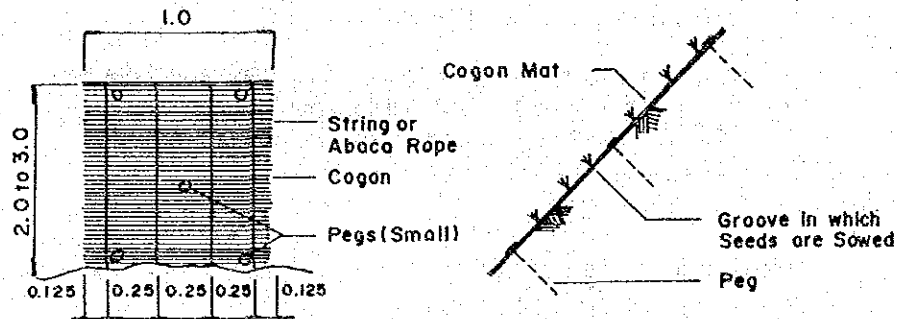 1.0
2.0 to 3.0
String or
Abaca Rope
Cogon
Pegs(Small)
0.125 0.25 0.25 0.25 0.125
Cogon Mat
Groove in which
Seeds are Sowed
Peg